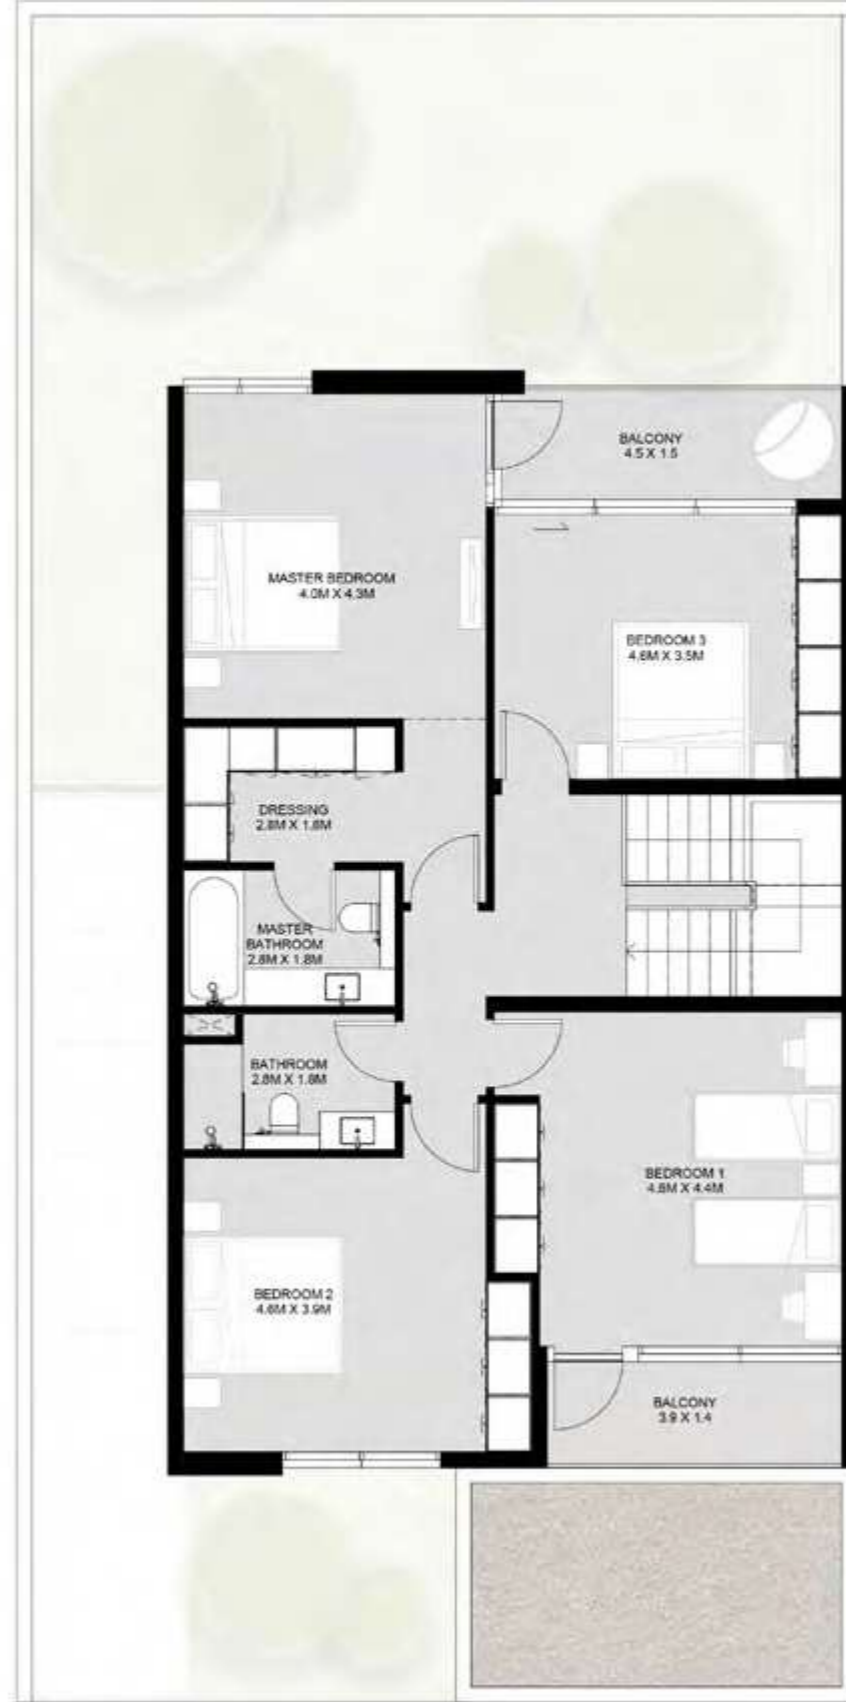 BALCONY
4.5 X 1.5
MASTER BEDROOM
4.0M X 4.3M
BEDROOM 3
4.6M X 3.5M
DRESSING
2.8M X 1.8M
MASTER
BATHROOM
2.8M X 1.8M
BATHROOM
2.8M X 1.8M
BEDROOM 1
4.8M X 4.4M
BEDROOM 2
4.6M X 3.9M
BALCONY
3.9 X 1.4